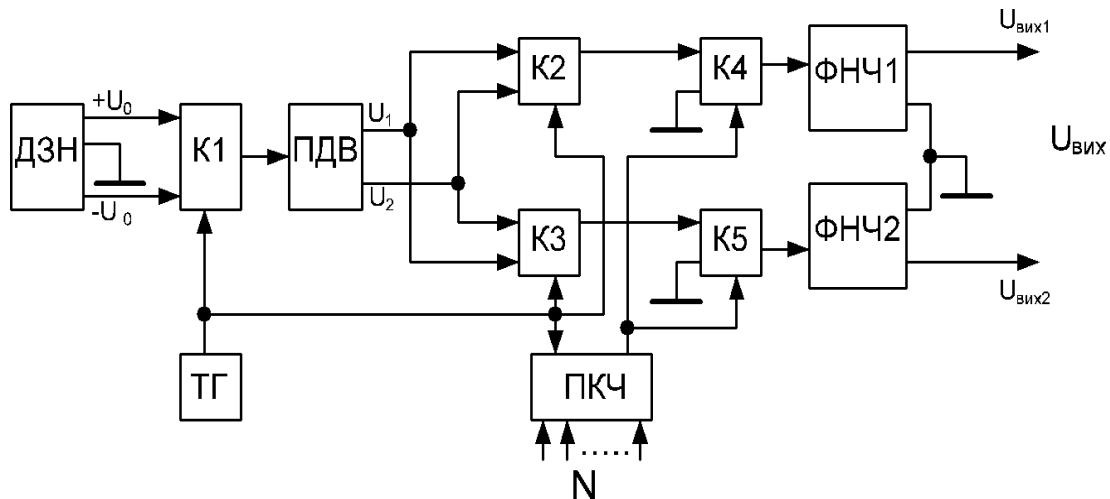 Uвих1
К2
К4
ФНЧ1
+U0
U1
Uвих
ДЗН
К1
ПДВ
-U0
U2
К3
К5
ФНЧ2
Uвих2
ТГ
ПКЧ
.....
N